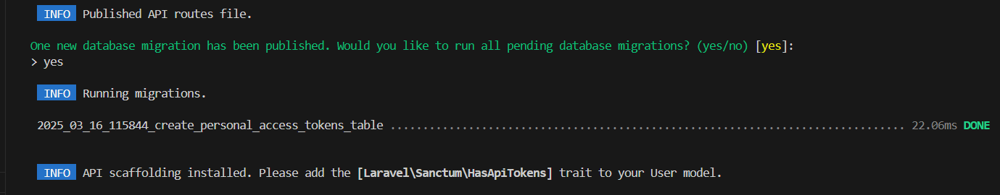 INFO Published API routes file.
One new database migration has been published. Would you like to run all pending database migrations? (yes/no) [yes]:
> yes
INFO Running migrations.
2025_03_16_115844_create_personal_access_tokens_table ............................................................................... 22.06ms DONE
INFO API scaffolding installed. Please add the [Laravel\Sanctum\HasApiTokens] trait to your User model.